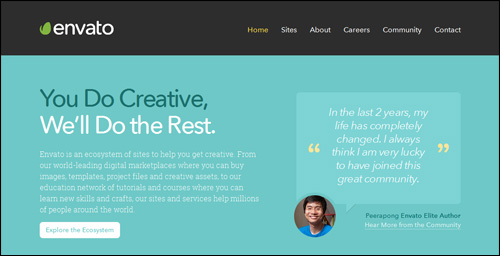 envato
Home Sites About Careers Community Contact
You Do Creative,
We'll Do the Rest.
Envato is an ecosystem of sites to help you get creative. From
our world-leading digital marketplaces where you can buy
images, templates, project files and creative assets, to our
education network of tutorials and courses where you can
learn new skills and crafts, our sites and services help millions
of people around the world.
Explore the Ecosystem
“ In the last 2 years, my
life has completely
changed. I always
think I am very lucky
to have joined this
great community. ”
Peerapong Envato Elite Author
Hear More from the Community